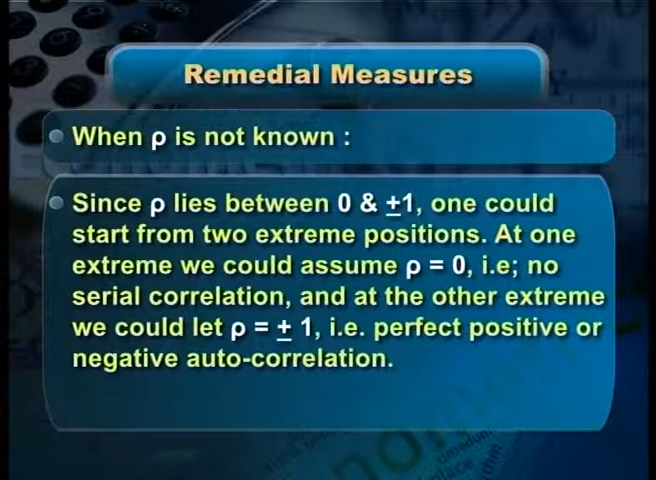 Remedial Measures
When ρ is not known :
Since ρ lies between 0 & ±1, one could
start from two extreme positions. At one
extreme we could assume ρ = 0, i.e; no
serial correlation, and at the other extreme
we could let ρ = ± 1, i.e. perfect positive or
negative auto-correlation.